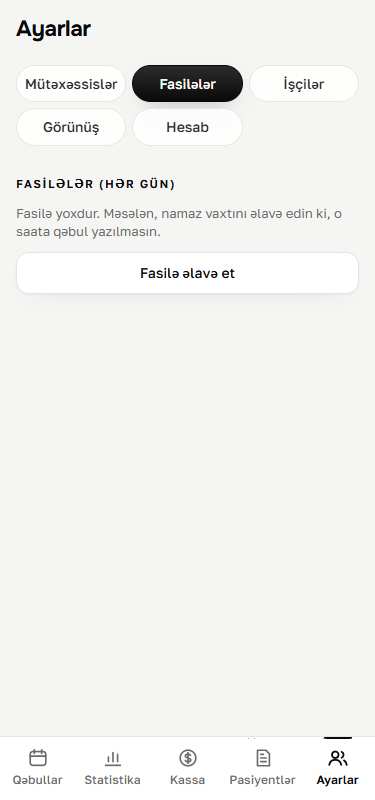 Ayarlar
Mütəxəssislər
Fasilələr
İşçilər
Görünüş
Hesab
FASİLƏLƏR (HƏR GÜN)
Fasilə yoxdur. Məsələn, namaz vaxtını əlavə edin ki, o
saata qəbul yazılmasın.
Fasilə əlavə et
Qəbullar
Statistika
Kassa
Pasiyentlər
Ayarlar